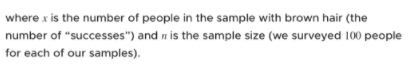 where x is the number of people in the sample with brown hair (the
number of “successes”) and n is the sample size (we surveyed 100 people
for each of our samples).